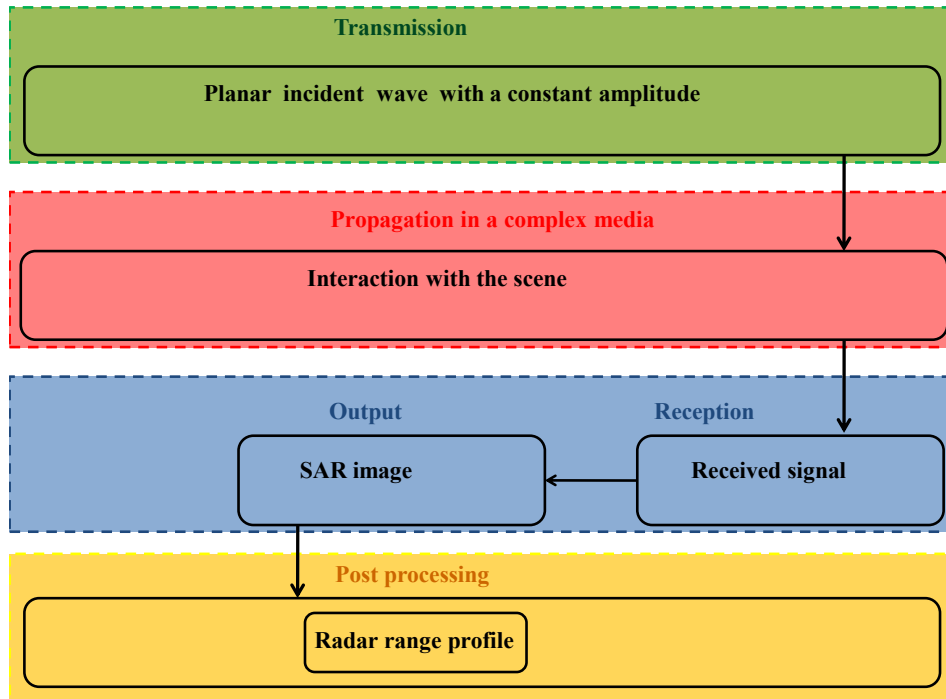 Transmission
Planar incident wave with a constant amplitude
Propagation in a complex media
Interaction with the scene
Output
Reception
SAR image
Received signal
Post processing
Radar range profile